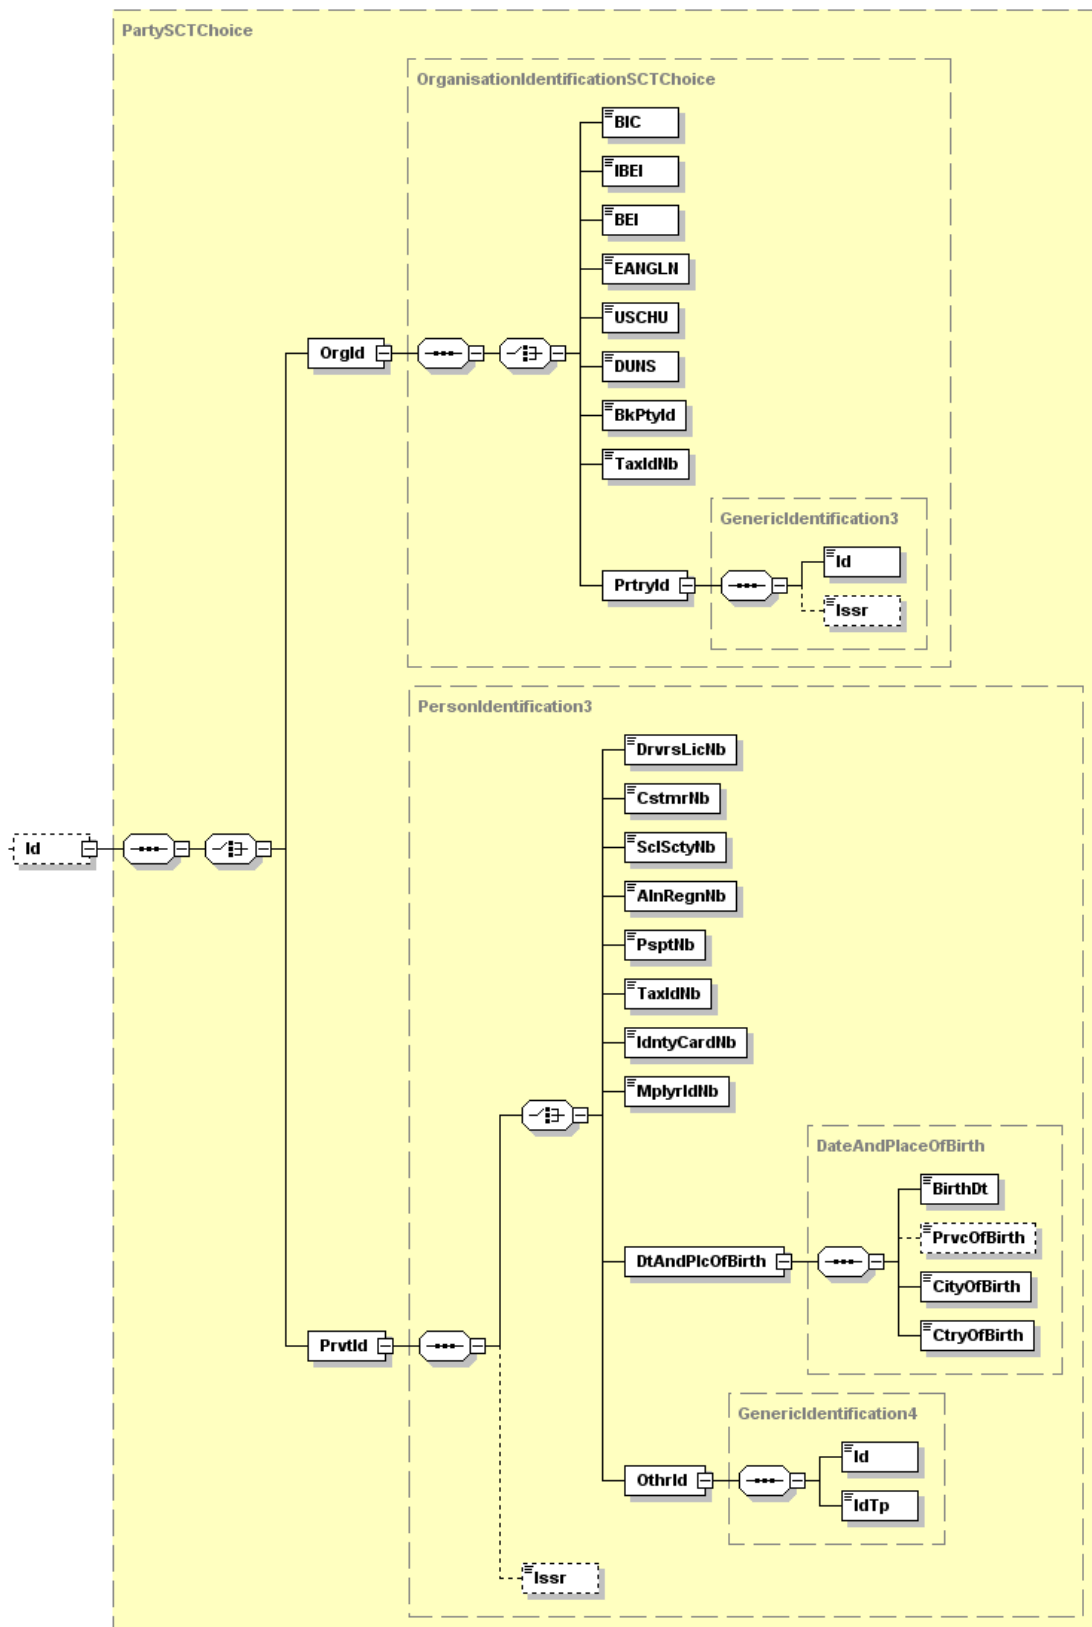 PartySCTChoice
OrganisationIdentificationSCTChoice
BIC
IBEI
BEI
EANGLN
USCHU
OrgId
DUNS
BkPtyId
TaxIdNb
GenericIdentification3
Id
PrtryId
Issr
PersonIdentification3
DrvrsLicNb
CstmrNb
Id
SclSctyNb
AlnRegnNb
PsptNb
TaxIdNb
IdntyCardNb
MplyrIdNb
DateAndPlaceOfBirth
BirthDt
PrvcOfBirth
DtAndPlcOfBirth
CityOfBirth
CtryOfBirth
PrvtId
GenericIdentification4
Id
OthrId
IdTp
Issr